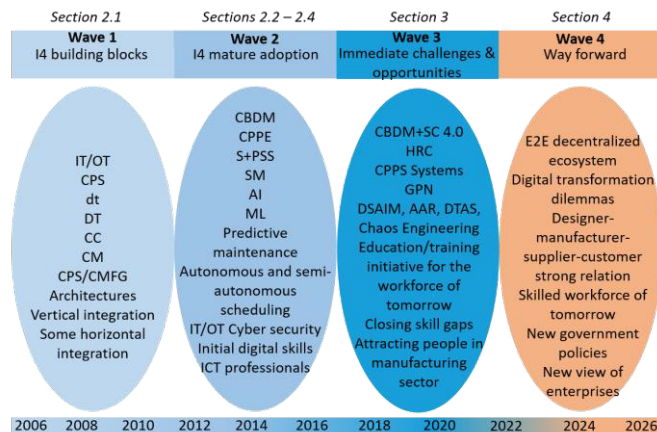 Section 2.1
Sections 2.2 – 2.4
Section 3
Section 4
Wave 1
I4 building blocks
Wave 2
I4 mature adoption
Wave 3
Immediate challenges &
opportunities
Wave 4
Way forward
IT/OT
CPS
dt
DT
CC
CM
CPS/CMFG
Architectures
Vertical integration
Some horizontal
integration
CBDM
CPPE
S+PSS
SM
AI
ML
Predictive
maintenance
Autonomous and semi-
autonomous
scheduling
IT/OT Cyber security
Initial digital skills
ICT professionals
CBDM+SC 4.0
HRC
CPPS Systems
GPN
DSAIM, AAR, DTAS,
Chaos Engineering
Education/training
initiative for the
workforce of
tomorrow
Closing skill gaps
Attracting people in
manufacturing
sector
E2E decentralized
ecosystem
Digital transformation
dilemmas
Designer-
manufacturer-
supplier-customer
strong relation
Skilled workforce of
tomorrow
New government
policies
New view of
enterprises
2006 2008 2010 2012 2014 2016 2018 2020 2022 2024 2026